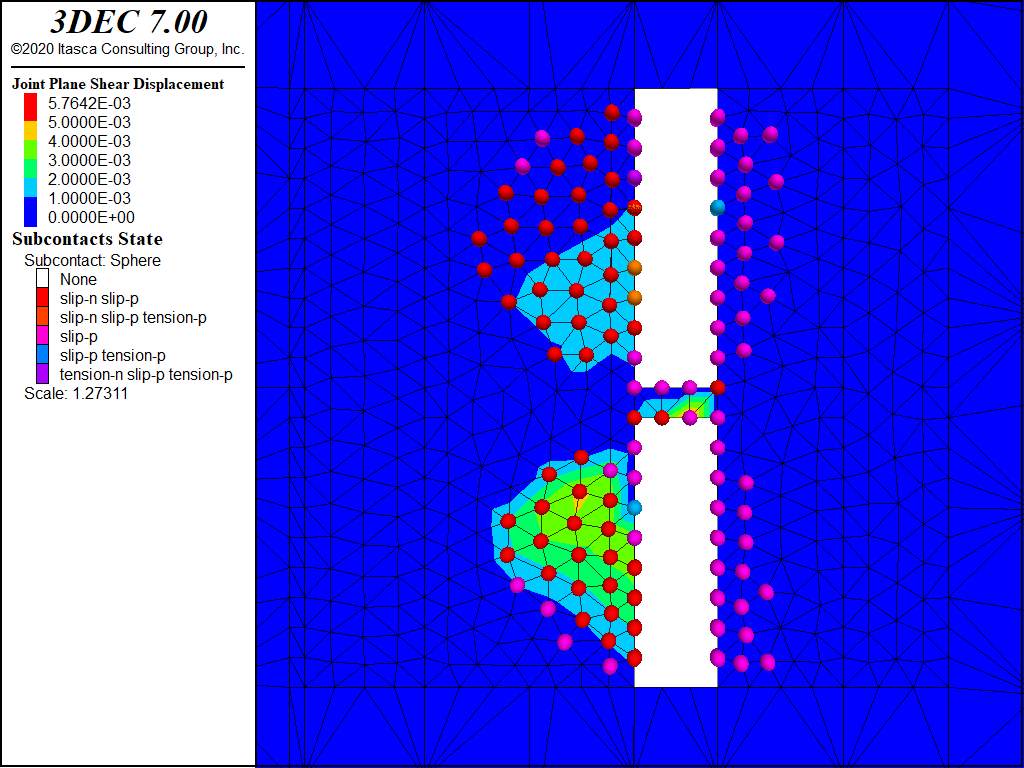 3DEC 7.00
©2020 Itasca Consulting Group, Inc.
Joint Plane Shear Displacement
5.7642E-03
5.0000E-03
4.0000E-03
3.0000E-03
2.0000E-03
1.0000E-03
0.0000E+00
Subcontacts State
Subcontact: Sphere
None
slip-n slip-p
slip-n slip-p tension-p
slip-p
slip-p tension-p
tension-n slip-p tension-p
Scale: 1.27311